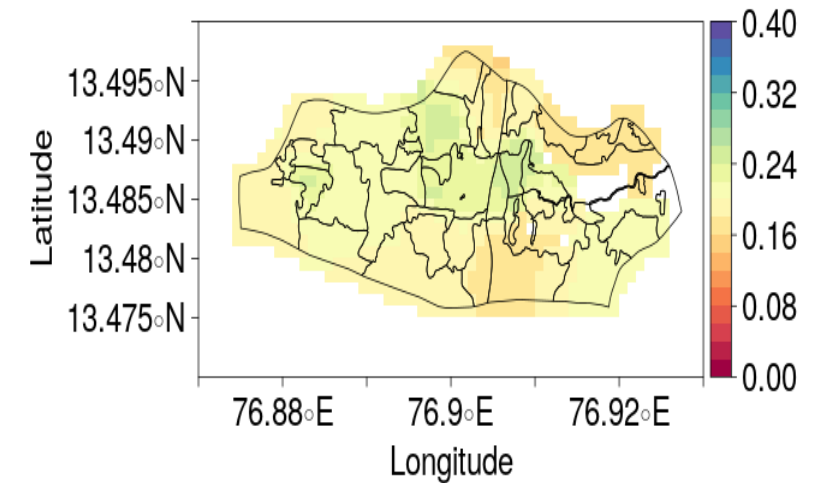 0.40
13.495◦N
0.32
13.49◦N
0.24
13.485◦N
0.16
13.48◦N
0.08
13.475◦N
0.00
Latitude
76.88◦E
76.9◦E
76.92◦E
Longitude